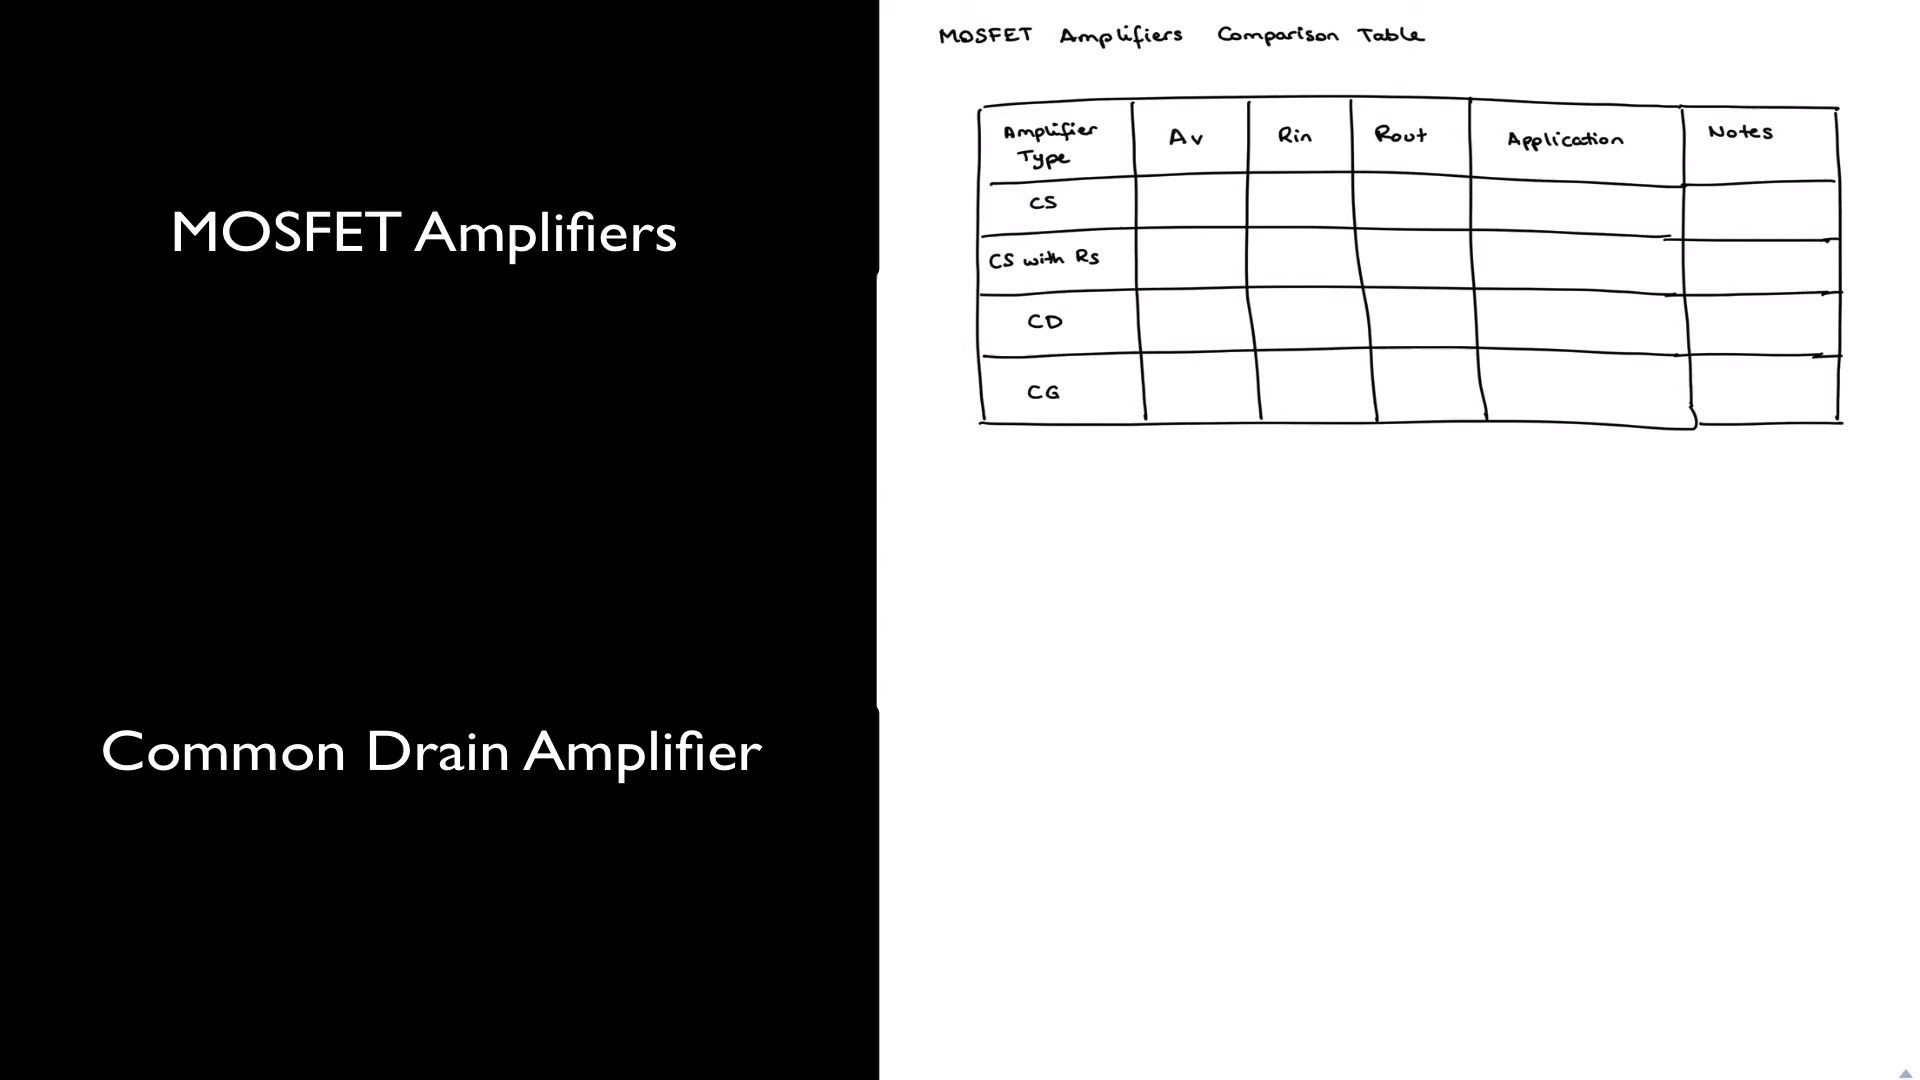 MOSFET Amplifiers
Common Drain Amplifier
MOSFET Amplifiers Comparison Table
Amplifier Type Av Rin Rout Application Notes
CS
CS with Rs
CD
CG